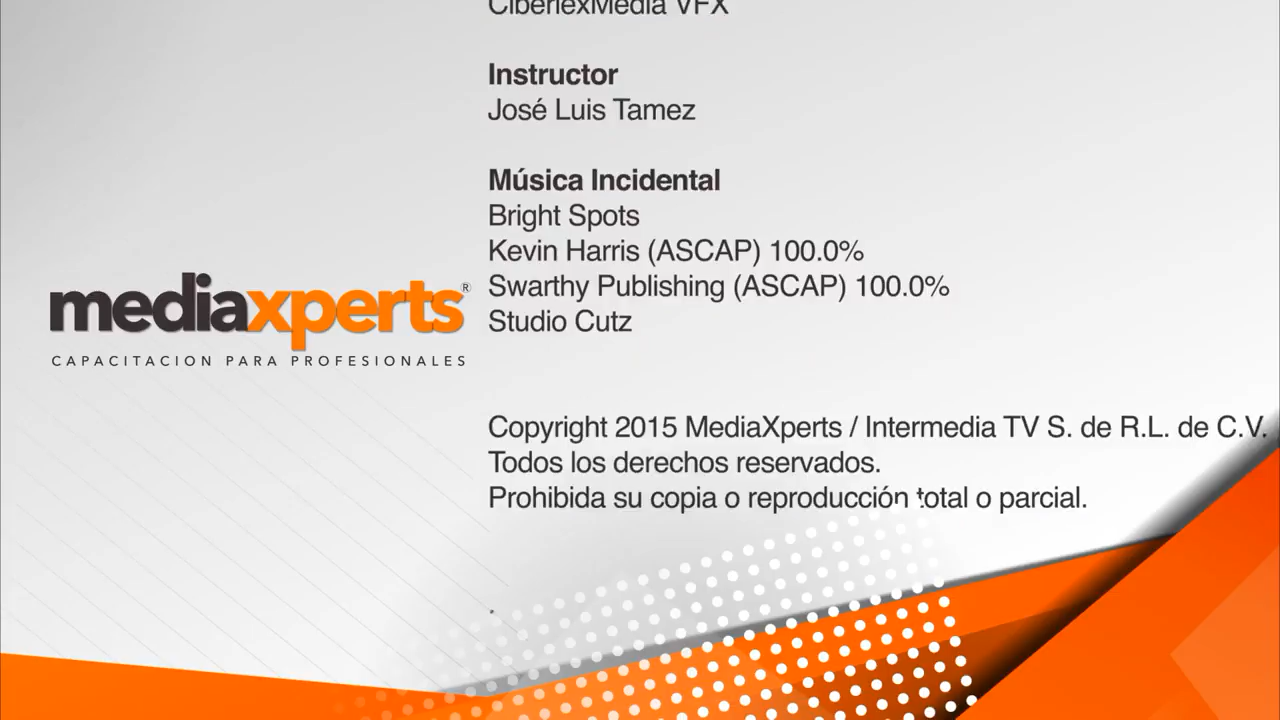 CiberlexMedia VFX
Instructor
José Luis Tamez
Música Incidental
Bright Spots
Kevin Harris (ASCAP) 100.0%
Swarthy Publishing (ASCAP) 100.0%
Studio Cutz
mediaxperts®
CAPACITACION PARA PROFESIONALES
Copyright 2015 MediaXperts / Intermedia TV S. de R.L. de C.V.
Todos los derechos reservados.
Prohibida su copia o reproducción total o parcial.
.